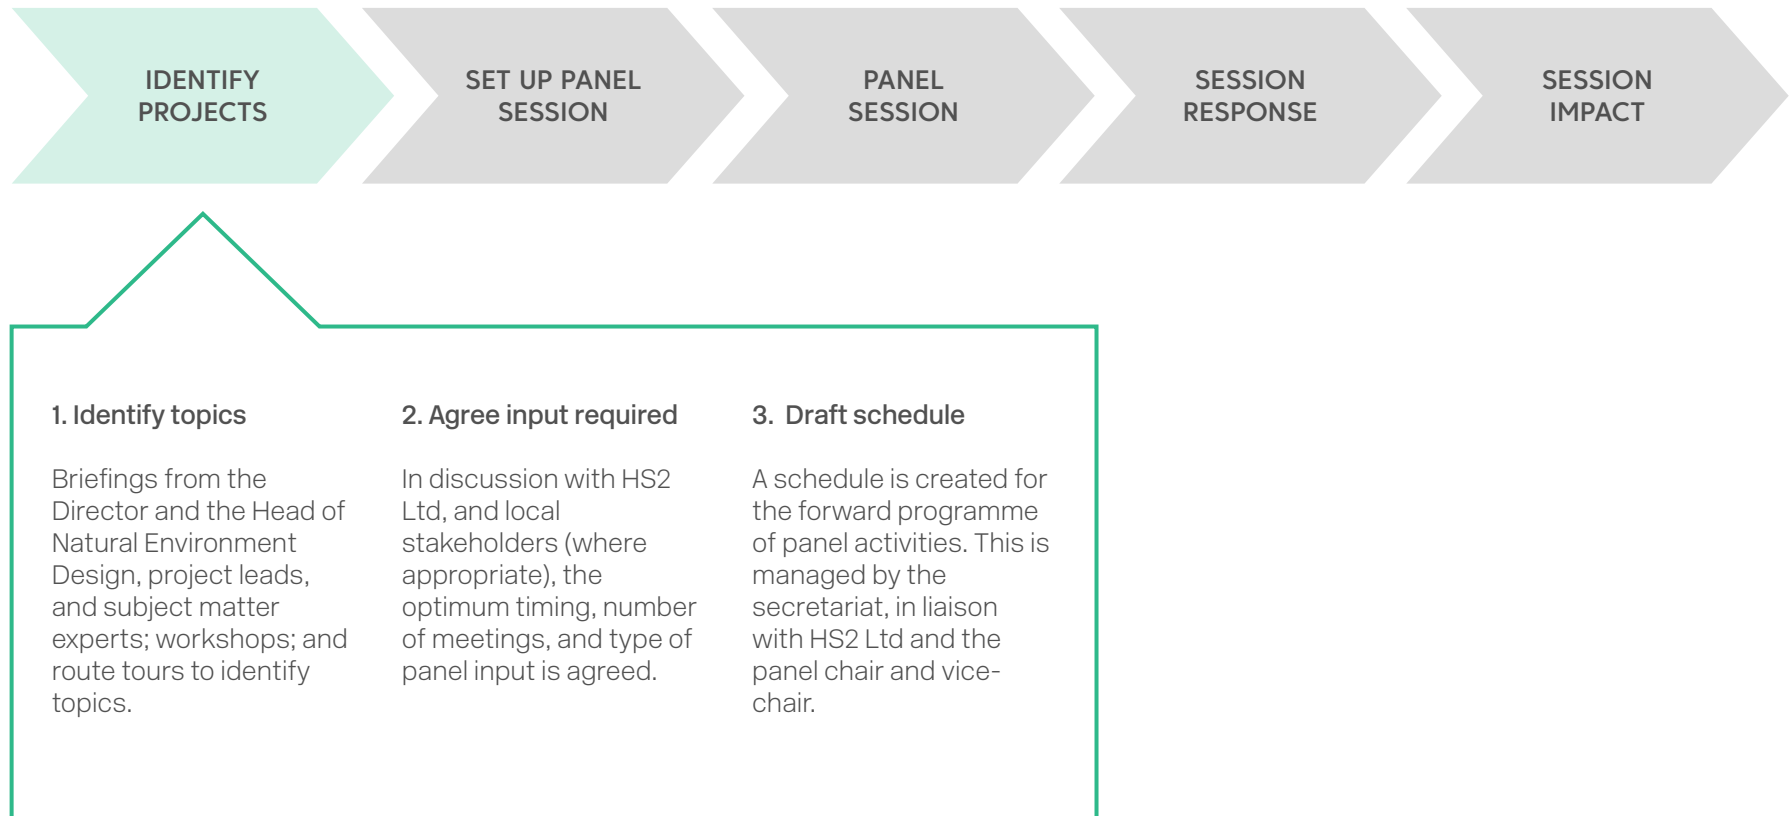 IDENTIFY
PROJECTS
SET UP PANEL
SESSION
PANEL
SESSION
SESSION
RESPONSE
SESSION
IMPACT
1. Identify topics
Briefings from the
Director and the Head of
Natural Environment
Design, project leads,
and subject matter
experts; workshops; and
route tours to identify
topics.
2. Agree input required
In discussion with HS2
Ltd, and local
stakeholders (where
appropriate), the
optimum timing, number
of meetings, and type of
panel input is agreed.
3. Draft schedule
A schedule is created for
the forward programme
of panel activities. This is
managed by the
secretariat, in liaison
with HS2 Ltd and the
panel chair and vice-
chair.